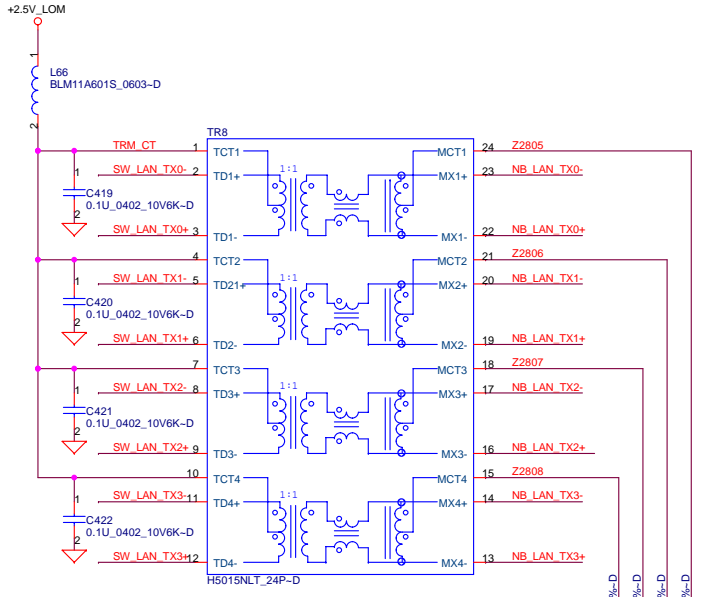 +2.5V_LOM
1
L66
BLM11A601S_0603~D
2
TR8
TRM_CT 1 TCT1 MCT1 24 Z2805
1:1
SW_LAN_TX0- 2 TD1+ MX1+ 23 NB_LAN_TX0-
1
C419
0.1U_0402_10V6K~D
2
SW_LAN_TX0+ 3 TD1- MX1- 22 NB_LAN_TX0+
4 TCT2 MCT2 21 Z2806
1:1
SW_LAN_TX1- 5 TD21+ MX2+ 20 NB_LAN_TX1-
1
C420
0.1U_0402_10V6K~D
2
SW_LAN_TX1+ 6 TD2- MX2- 19 NB_LAN_TX1+
7 TCT3 MCT3 18 Z2807
1:1
SW_LAN_TX2- 8 TD3+ MX3+ 17 NB_LAN_TX2-
1
C421
0.1U_0402_10V6K~D
2
SW_LAN_TX2+ 9 TD3- MX3- 16 NB_LAN_TX2+
10 TCT4 MCT4 15 Z2808
1:1
SW_LAN_TX3- 11 TD4+ MX4+ 14 NB_LAN_TX3-
1
C422
0.1U_0402_10V6K~D
2
SW_LAN_TX3+ 12 TD4- MX4- 13 NB_LAN_TX3+
H5015NLT_24P~D
%~D
%~D
%~D
%~D